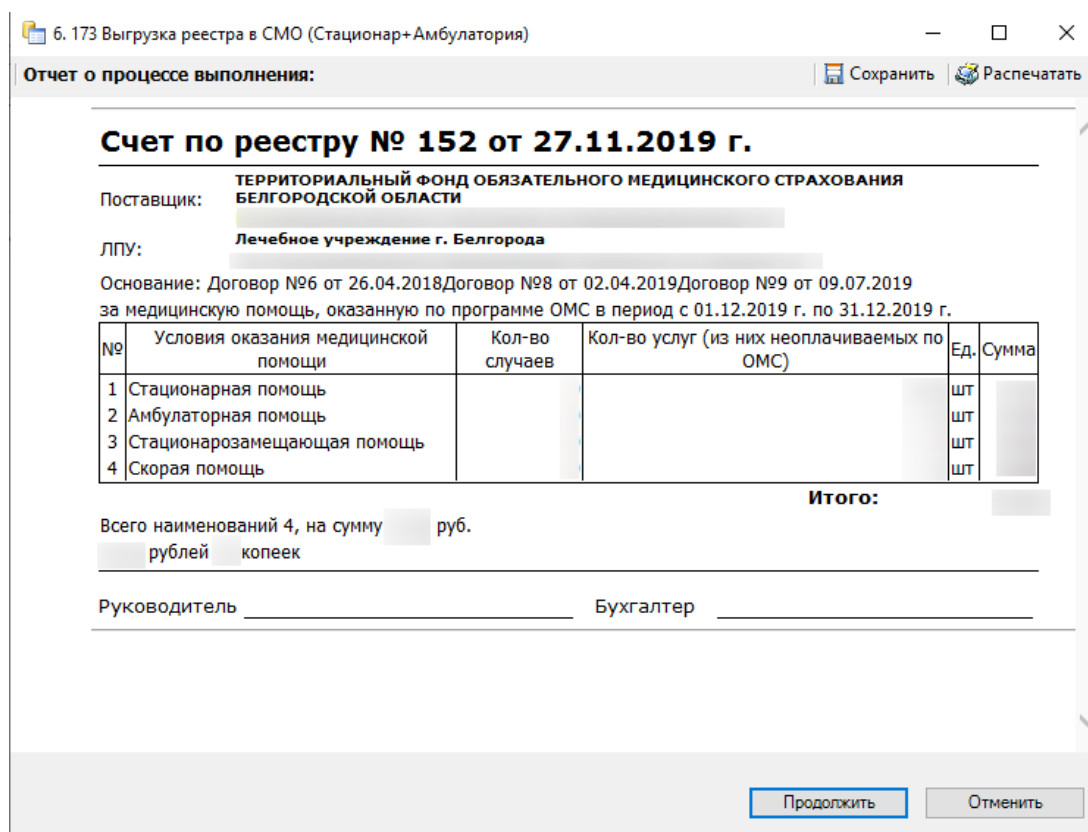 6. 173 Выгрузка реестра в СМО (Стационар+Амбулатория)
Отчет о процессе выполнения: Сохранить Распечатать
Счет по реестру № 152 от 27.11.2019 г.
Поставщик: ТЕРРИТОРИАЛЬНЫЙ ФОНД ОБЯЗАТЕЛЬНОГО МЕДИЦИНСКОГО СТРАХОВАНИЯ
БЕЛГОРОДСКОЙ ОБЛАСТИ
ЛПУ: Лечебное учреждение г. Белгорода
Основание: Договор №6 от 26.04.2018Договор №8 от 02.04.2019Договор №9 от 09.07.2019
за медицинскую помощь, оказанную по программе ОМС в период с 01.12.2019 г. по 31.12.2019 г.
№ Условия оказания медицинской помощи Кол-во случаев Кол-во услуг (из них неоплачиваемых по ОМС) Ед. Сумма
1 Стационарная помощь шт
2 Амбулаторная помощь шт
3 Стационарозамещающая помощь шт
4 Скорая помощь шт
Итого:
Всего наименований 4, на сумму руб.
рублей копеек
Руководитель Бухгалтер
Продолжить Отменить